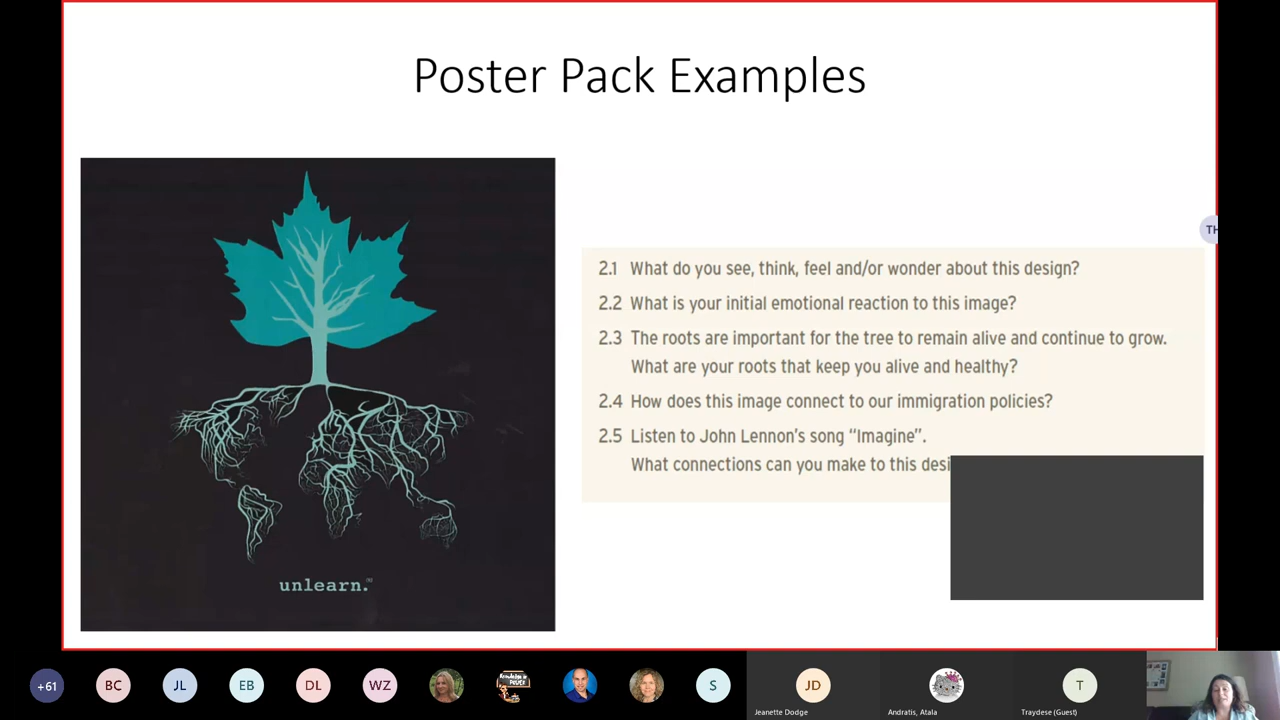 Poster Pack Examples
2.1 What do you see, think, feel and/or wonder about this design?
2.2 What is your initial emotional reaction to this image?
2.3 The roots are important for the tree to remain alive and continue to grow.
What are your roots that keep you alive and healthy?
2.4 How does this image connect to our immigration policies?
2.5 Listen to John Lennon's song “Imagine”.
What connections can you make to this desi
unlearn.
TH
+61
BC
JL
EB
DL
WZ
S
JD
T
Jeanette Dodge
Andratis, Atala
Traydese (Guest)